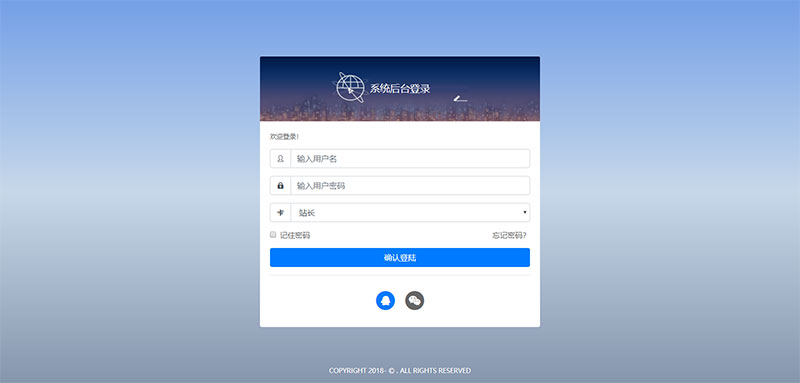 系统后台登录
欢迎登录！
输入用户名
输入用户密码
站长
记住密码 忘记密码？
确认登陆
COPYRIGHT 2018- © . ALL RIGHTS RESERVED